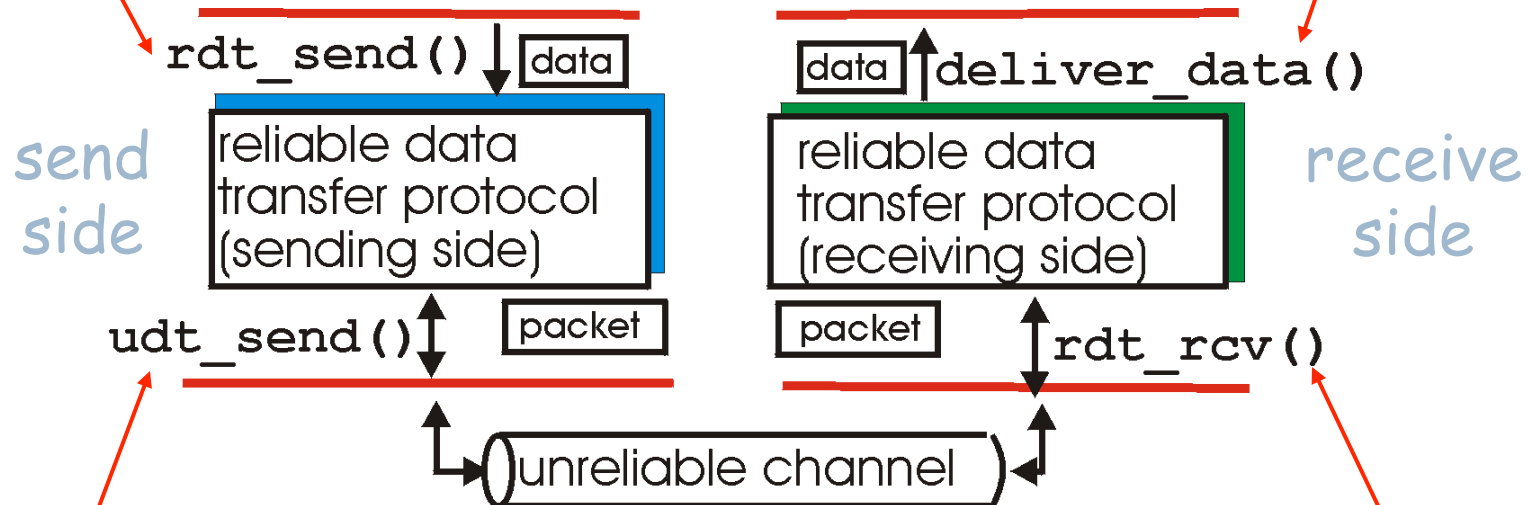 rdt_send()
data
data
deliver_data()
send
side
reliable data
transfer protocol
(sending side)
reliable data
transfer protocol
(receiving side)
receive
side
udt_send()
packet
packet
rdt_rcv()
unreliable channel